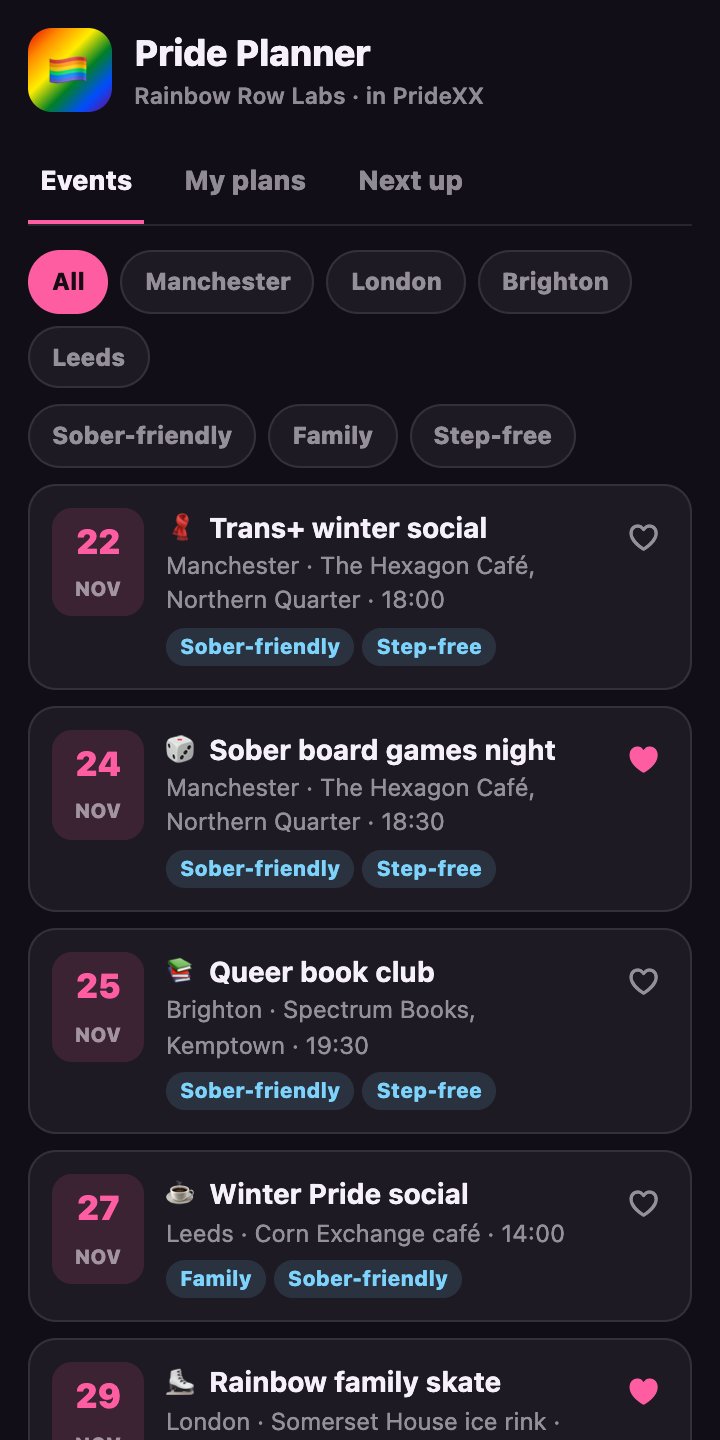 Pride Planner
Rainbow Row Labs · in PrideXX
Events
My plans
Next up
All
Manchester
London
Brighton
Leeds
Sober-friendly
Family
Step-free
22
NOV
Trans+ winter social
Manchester · The Hexagon Café,
Northern Quarter · 18:00
Sober-friendly
Step-free
24
NOV
Sober board games night
Manchester · The Hexagon Café,
Northern Quarter · 18:30
Sober-friendly
Step-free
25
NOV
Queer book club
Brighton · Spectrum Books,
Kemptown · 19:30
Sober-friendly
Step-free
27
NOV
Winter Pride social
Leeds · Corn Exchange café · 14:00
Family
Sober-friendly
29
Rainbow family skate
London · Somerset House ice rink ·